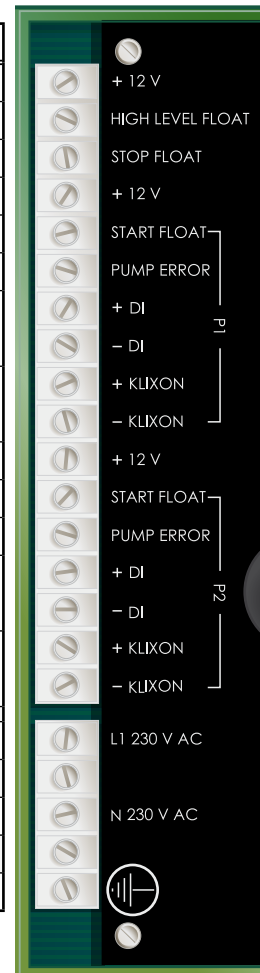 + 12 V
HIGH LEVEL FLOAT
STOP FLOAT
+ 12 V
START FLOAT
PUMP ERROR
+ DI
P1
− DI
+ KLIXON
− KLIXON
+ 12 V
START FLOAT
PUMP ERROR
+ DI
P2
− DI
+ KLIXON
− KLIXON
L1 230 V AC
N 230 V AC